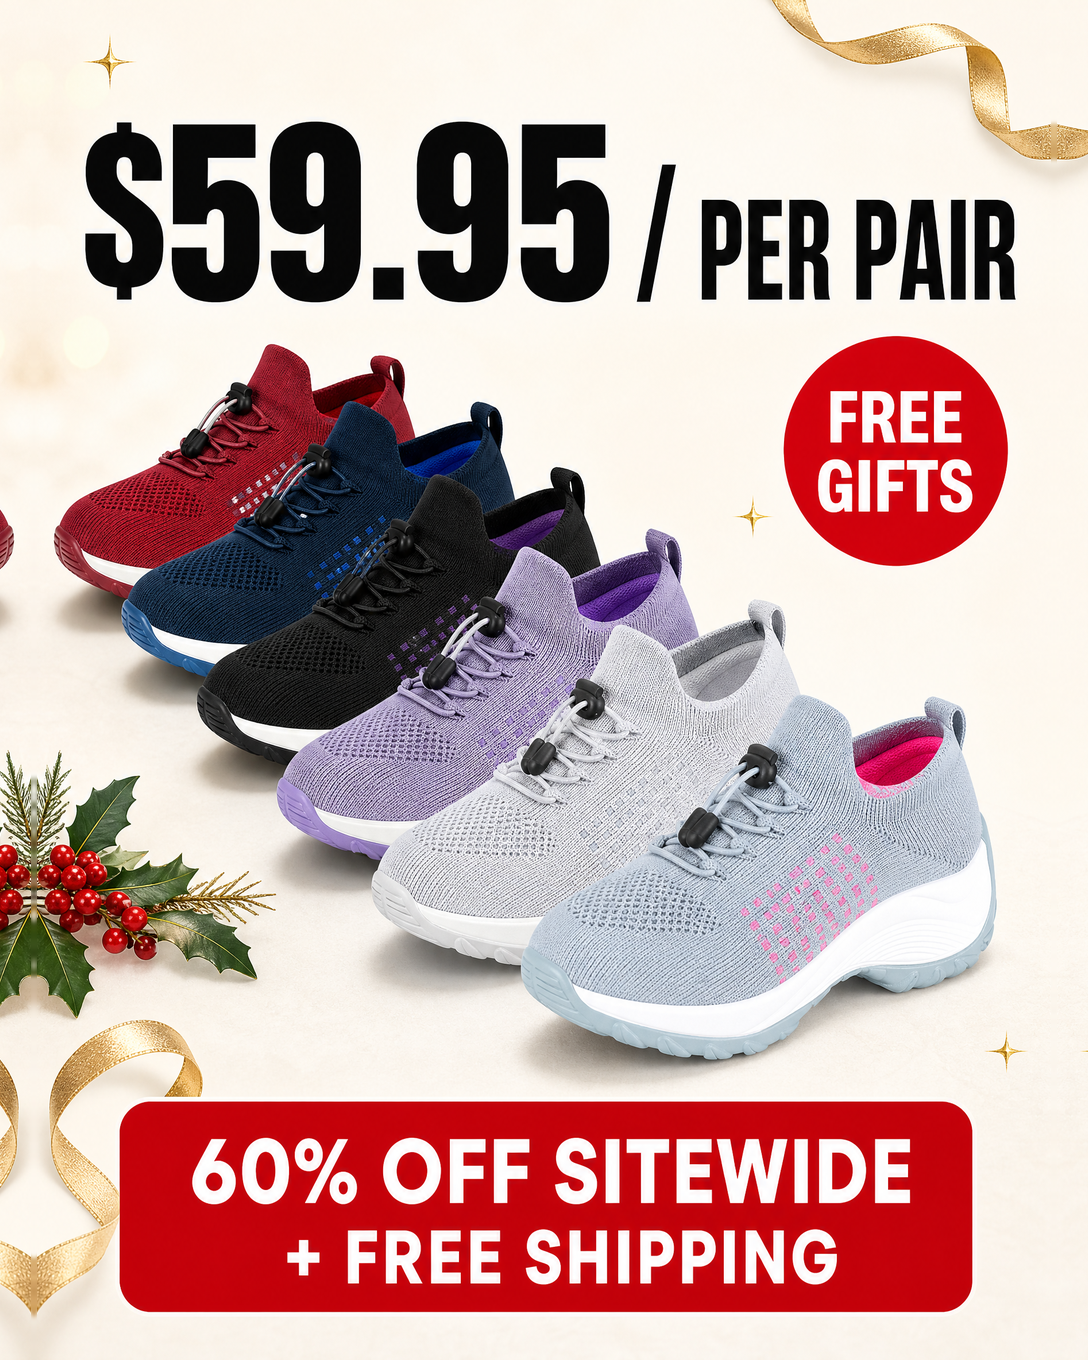 $59.95 / PER PAIR
FREE
GIFTS
60% OFF SITEWIDE
+ FREE SHIPPING